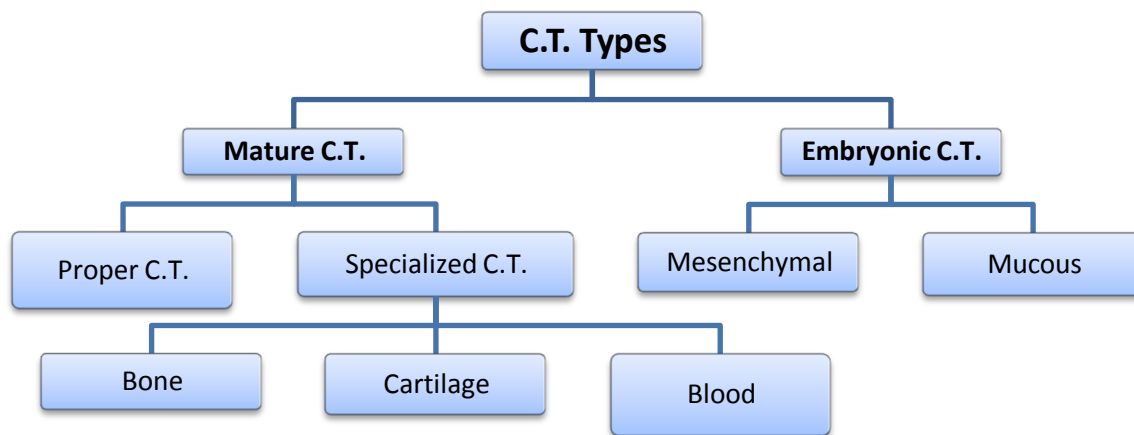 C.T. Types
Mature C.T.
Embryonic C.T.
Proper C.T.
Specialized C.T.
Mesenchymal
Mucous
Bone
Cartilage
Blood